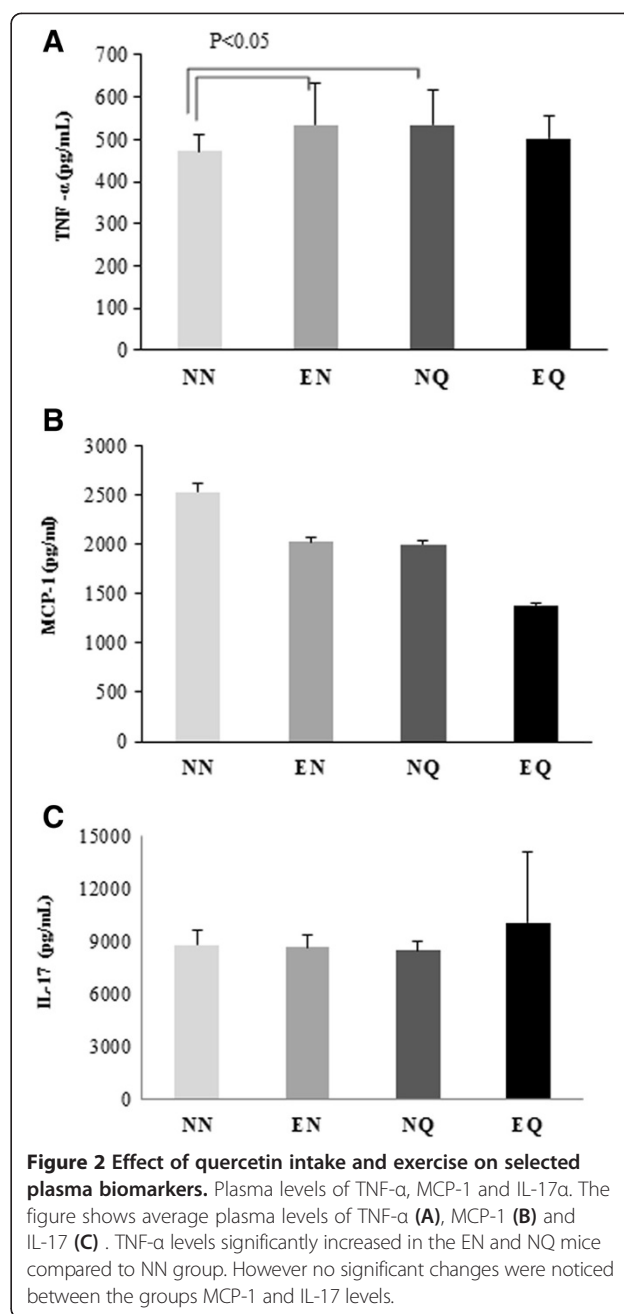 A
P<0.05
700
600
500
400
300
200
100
0
TNF -α (pg/mL)
NN EN NQ EQ
B
3000
2500
2000
1500
1000
500
0
MCP-1 (pg/ml)
NN EN NQ EQ
C
15000
12000
9000
6000
3000
0
IL-17 (pg/mL)
NN EN NQ EQ
Figure 2 Effect of quercetin intake and exercise on selected
plasma biomarkers. Plasma levels of TNF-α, MCP-1 and IL-17α. The
figure shows average plasma levels of TNF-α (A), MCP-1 (B) and
IL-17 (C) . TNF-α levels significantly increased in the EN and NQ mice
compared to NN group. However no significant changes were noticed
between the groups MCP-1 and IL-17 levels.